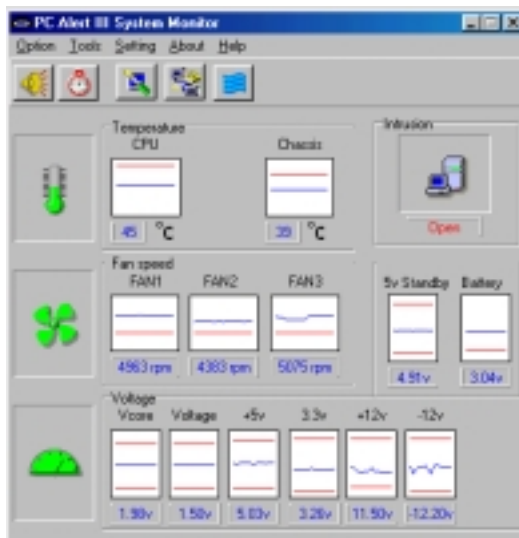 PC Alert III System Monitor
Option Tools Setting About Help
Temperature
CPU
Chassis
45 °C
39 °C
Intrusion
Open
Fan speed
FAN1 FAN2 FAN3
4963 rpm 4383 rpm 5075 rpm
5v Standby Battery
4.91v 3.04v
Voltage
Vcore Voltage +5v 3.3v +12v -12v
1.98v 1.50v 5.03v 3.28v 11.50v -12.20v